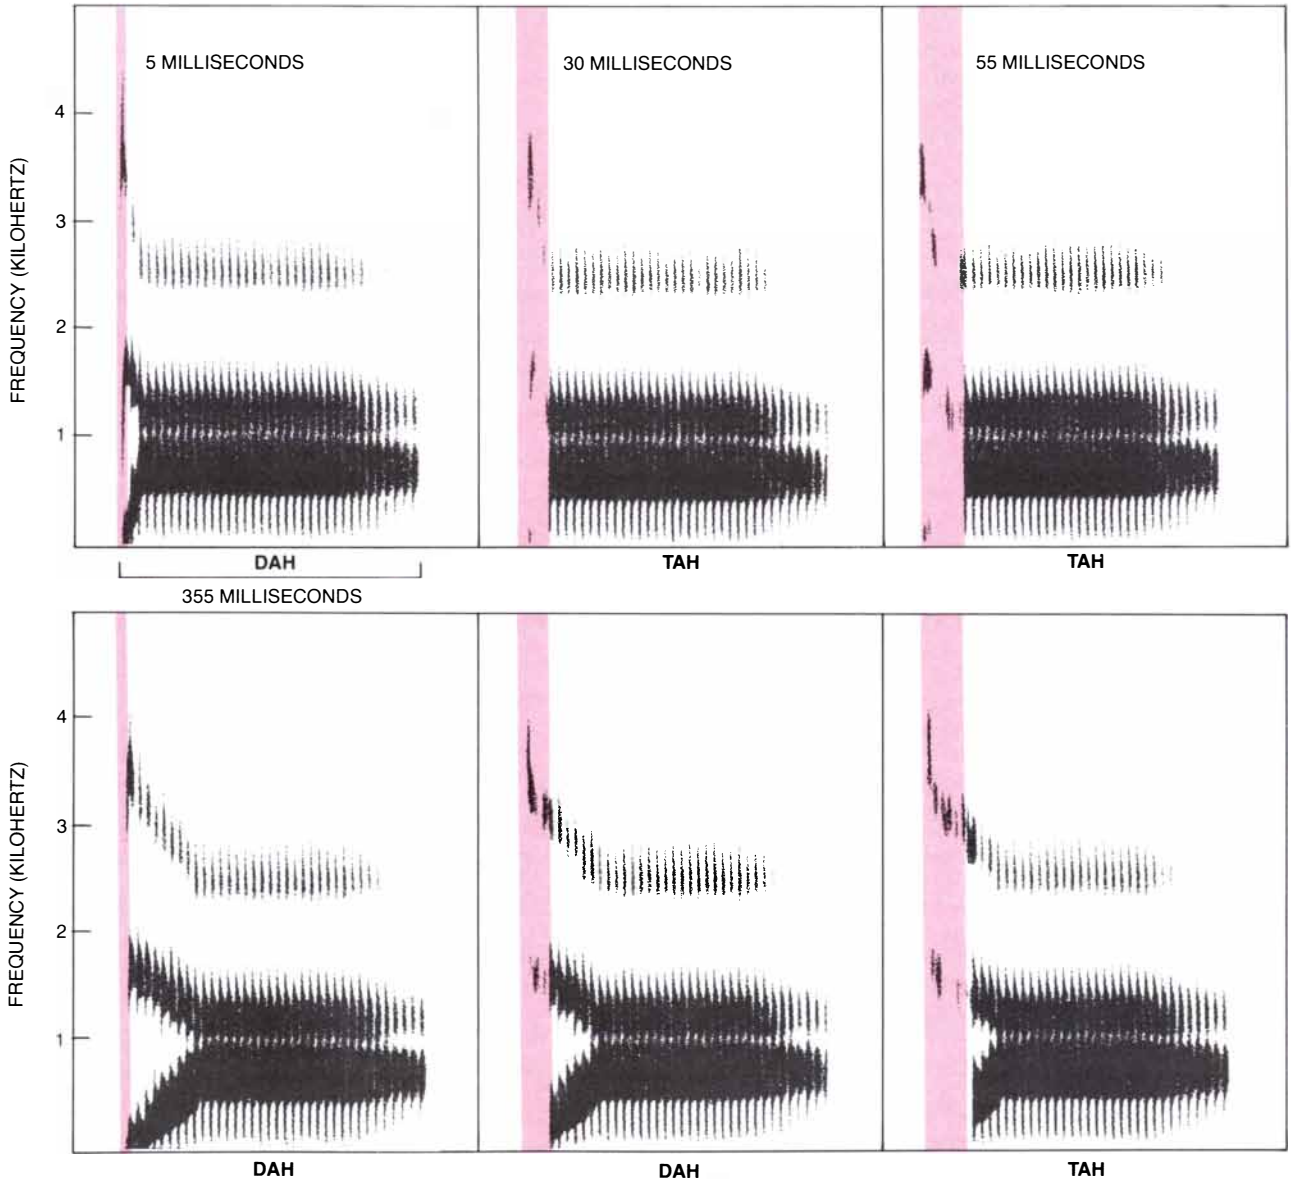 5 MILLISECONDS
30 MILLISECONDS
55 MILLISECONDS
FREQUENCY (KILOHERTZ)
4
3
2
1
DAH
TAH
TAH
355 MILLISECONDS
FREQUENCY (KILOHERTZ)
4
3
2
1
DAH
DAH
TAH